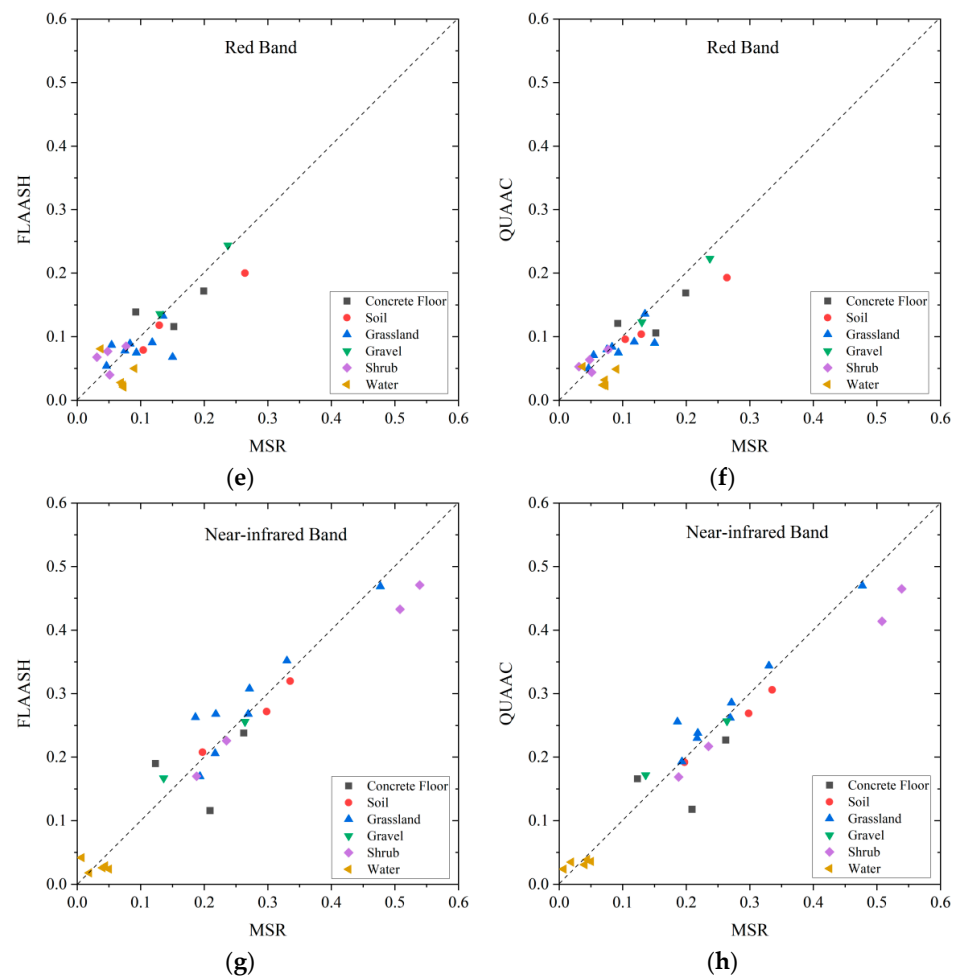 Red Band
FLAASH
0.6
0.5
0.4
0.3
0.2
0.1
0.0
Concrete Floor
Soil
Grassland
Gravel
Shrub
Water
0.0 0.1 0.2 0.3 0.4 0.5 0.6
MSR
(e)
Red Band
QUAAC
0.6
0.5
0.4
0.3
0.2
0.1
0.0
Concrete Floor
Soil
Grassland
Gravel
Shrub
Water
0.0 0.1 0.2 0.3 0.4 0.5 0.6
MSR
(f)
Near-infrared Band
FLAASH
0.6
0.5
0.4
0.3
0.2
0.1
0.0
Concrete Floor
Soil
Grassland
Gravel
Shrub
Water
0.0 0.1 0.2 0.3 0.4 0.5 0.6
MSR
(g)
Near-infrared Band
QUAAC
0.6
0.5
0.4
0.3
0.2
0.1
0.0
Concrete Floor
Soil
Grassland
Gravel
Shrub
Water
0.0 0.1 0.2 0.3 0.4 0.5 0.6
MSR
(h)